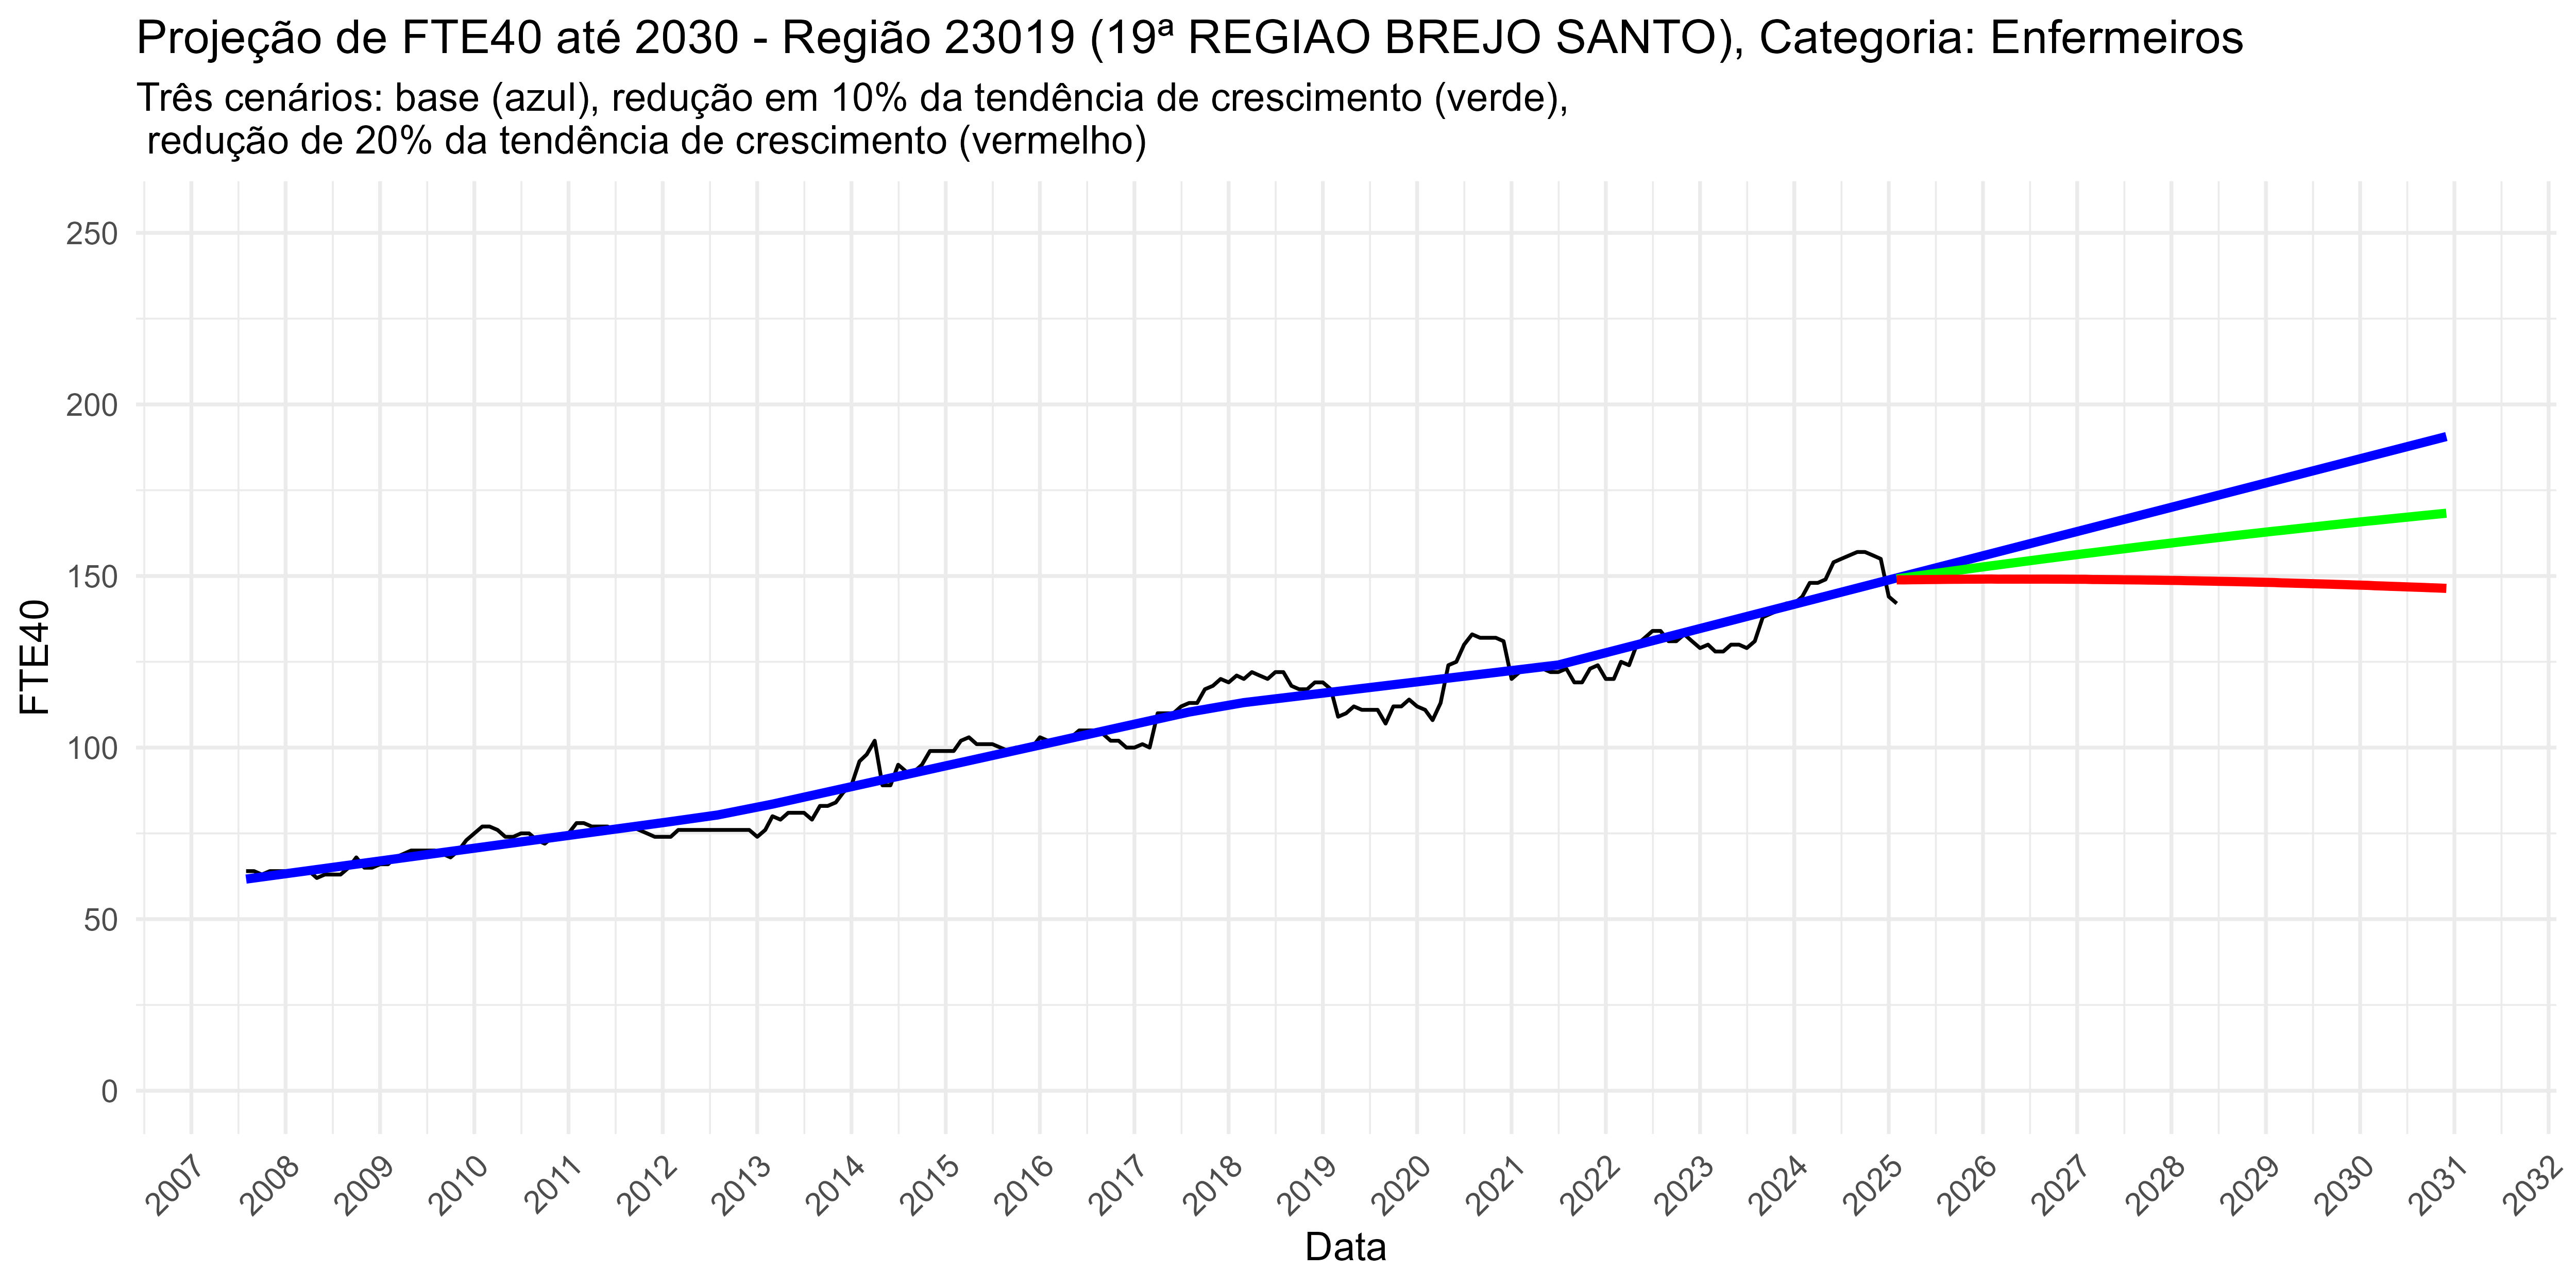 Projeção de FTE40 até 2030 - Região 23019 (19ª REGIAO BREJO SANTO), Categoria: Enfermeiros
Três cenários: base (azul), redução em 10% da tendência de crescimento (verde),
redução de 20% da tendência de crescimento (vermelho)
FTE40
250
200
150
100
50
0
2007 2008 2009 2010 2011 2012 2013 2014 2015 2016 2017 2018 2019 2020 2021 2022 2023 2024 2025 2026 2027 2028 2029 2030 2031 2032
Data